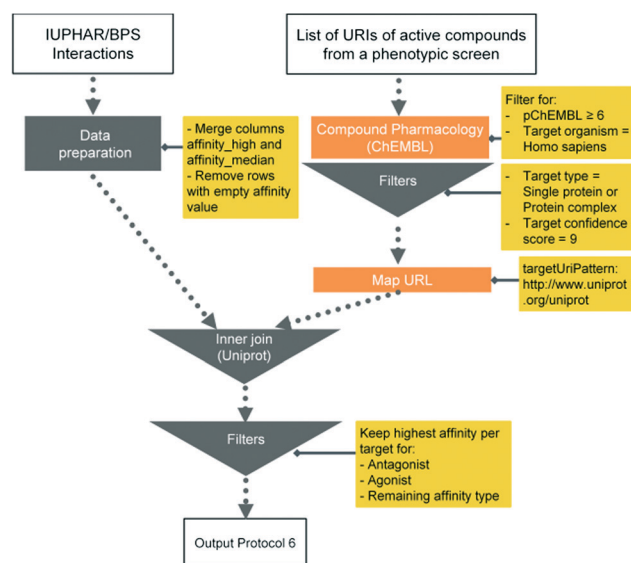 IUPHAR/BPS
Interactions
List of URIs of active compounds
from a phenotypic screen
Data
preparation
- Merge columns
affinity_high and
affinity_median
- Remove rows
with empty affinity
value
Compound Pharmacology
(ChEMBL)
Filter for:
- pChEMBL ≥ 6
- Target organism =
Homo sapiens
Filters
- Target type =
Single protein or
Protein complex
- Target confidence
score = 9
Map URL
targetUriPattern:
http://www.uniprot
.org/uniprot
Inner join
(Uniprot)
Filters
Keep highest affinity per
target for:
- Antagonist
- Agonist
- Remaining affinity type
Output Protocol 6